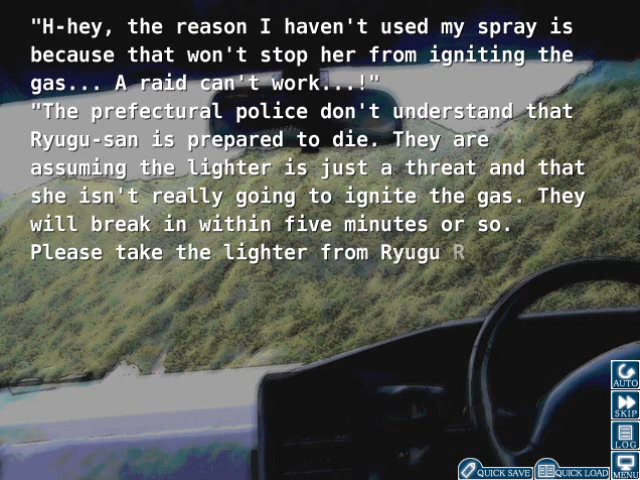 "H-hey, the reason I haven't used my spray is
because that won't stop her from igniting the
gas... A raid can't work...!"
"The prefectural police don't understand that
Ryugu-san is prepared to die. They are
assuming the lighter is just a threat and that
she isn't really going to ignite the gas. They
will break in within five minutes or so.
Please take the lighter from Ryugu R
AUTO
SKIP
LOG
MENU
QUICK SAVE
QUICK LOAD